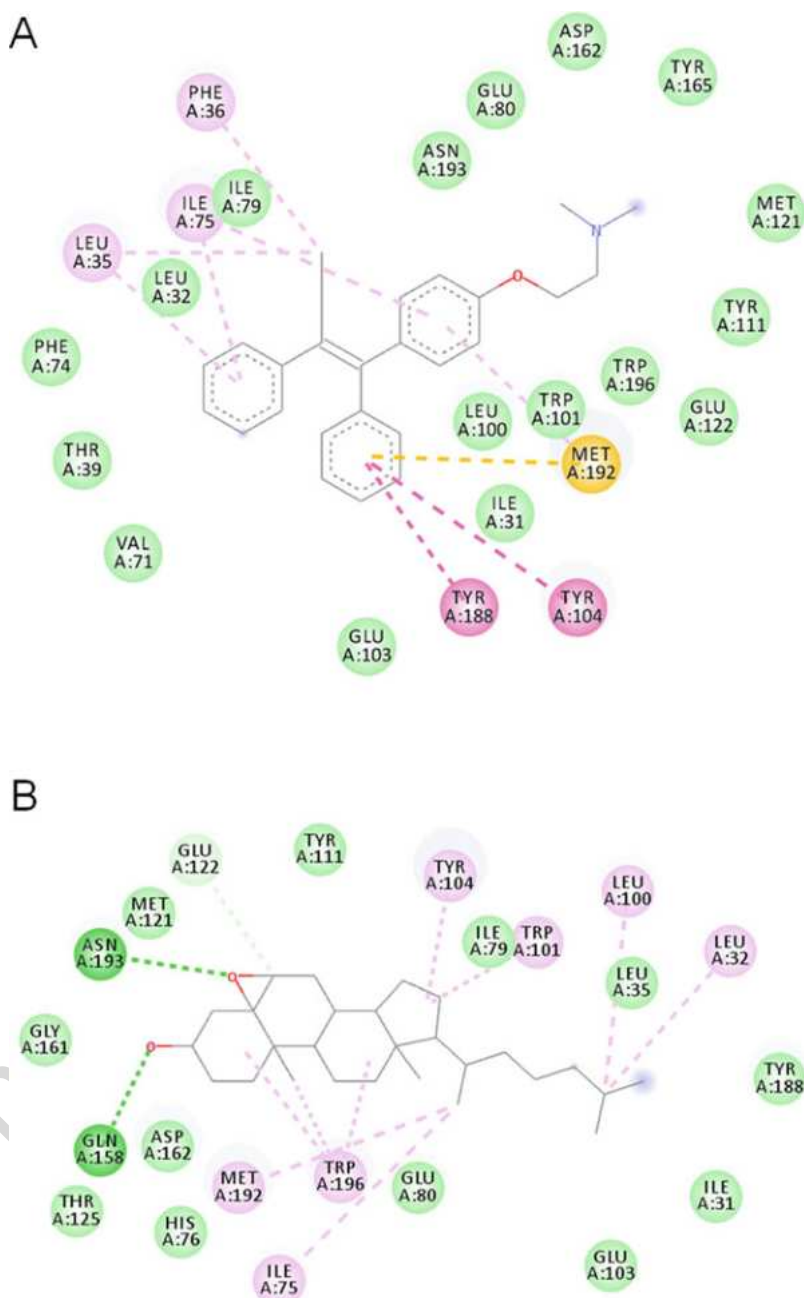 A
ASP
A:162
TYR
A:165
GLU
A:80
PHE
A:36
ASN
A:193
ILE
A:79
ILE
A:75
MET
A:121
LEU
A:35
N
LEU
A:32
O
TYR
A:111
PHE
A:74
TRP
A:196
TRP
A:101
LEU
A:100
GLU
A:122
THR
A:39
MET
A:192
ILE
A:31
VAL
A:71
TYR
A:188
TYR
A:104
GLU
A:103
B
GLU
A:122
TYR
A:111
TYR
A:104
LEU
A:100
MET
A:121
ASN
A:193
ILE
A:79
TRP
A:101
LEU
A:32
LEU
A:35
O
GLY
A:161
O
TYR
A:188
GLN
A:158
ASP
A:162
MET
A:192
TRP
A:196
GLU
A:80
THR
A:125
HIS
A:76
ILE
A:31
ILE
A:75
GLU
A:103